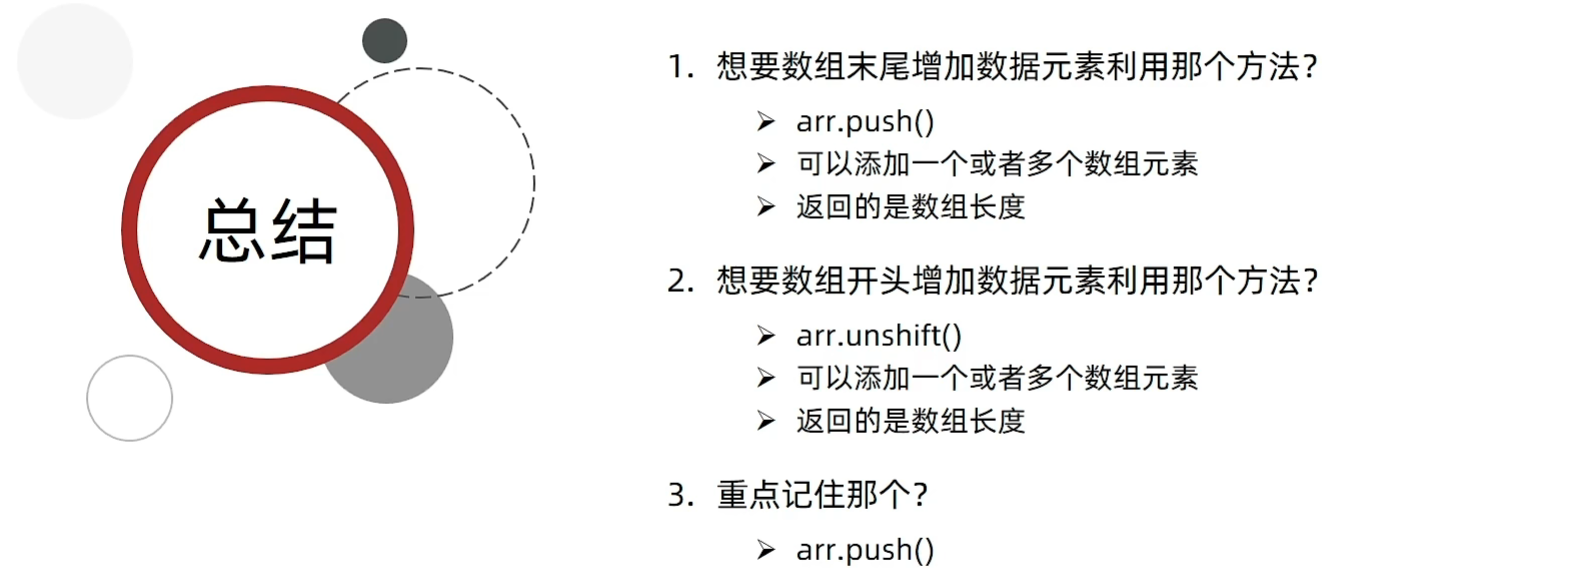 总结
1. 想要数组末尾增加数据元素利用那个方法？
➢ arr.push()
➢ 可以添加一个或者多个数组元素
➢ 返回的是数组长度
2. 想要数组开头增加数据元素利用那个方法？
➢ arr.unshift()
➢ 可以添加一个或者多个数组元素
➢ 返回的是数组长度
3. 重点记住那个？
➢ arr.push()